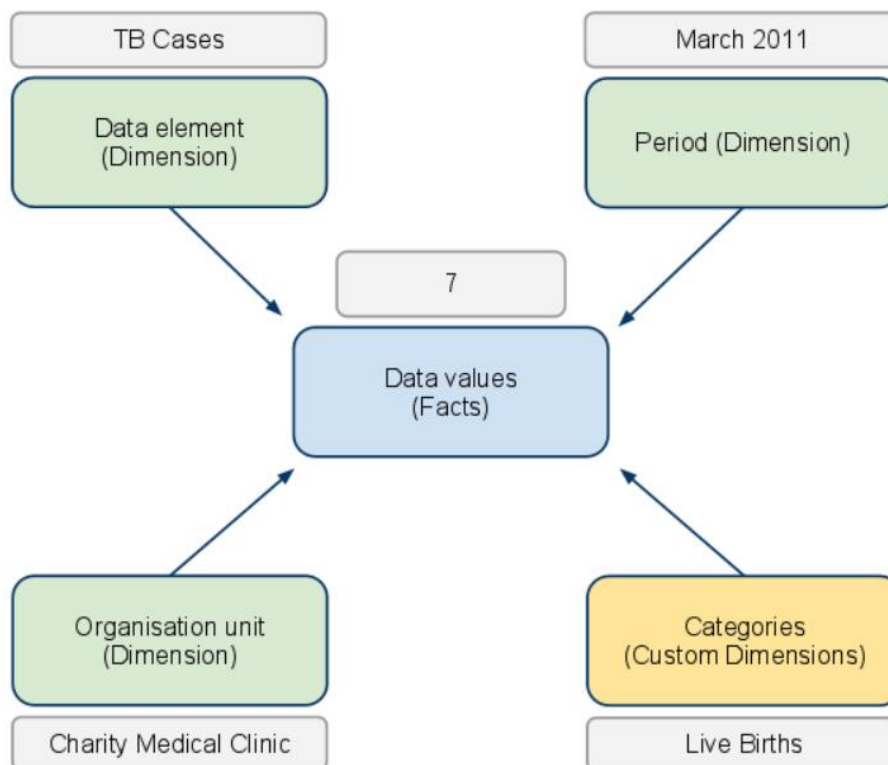 TB Cases
March 2011
Data element
(Dimension)
Period (Dimension)
7
Data values
(Facts)
Organisation unit
(Dimension)
Categories
(Custom Dimensions)
Charity Medical Clinic
Live Births